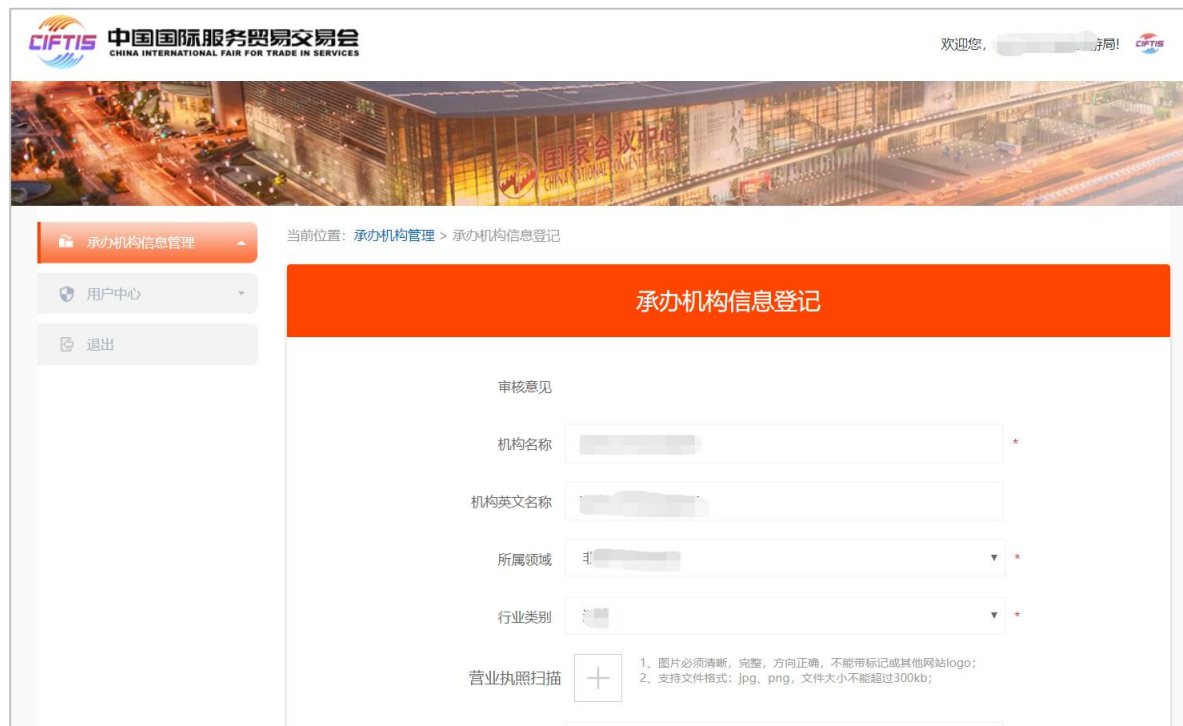 CIFTIS 中国国际服务贸易交易会
CHINA INTERNATIONAL FAIR FOR TRADE IN SERVICES
欢迎您, 游局! CIFTIS
国家会议中心
承办机构信息管理
当前位置：承办机构管理 > 承办机构信息登记
用户中心
承办机构信息登记
退出
审核意见
机构名称 *
机构英文名称
所属领域 非 ▼ *
行业类别 ▼ *
营业执照扫描
1、图片必须清晰，完整，方向正确，不能带标记或其他网站logo；
2、支持文件格式：jpg、png，文件大小不能超过300kb；